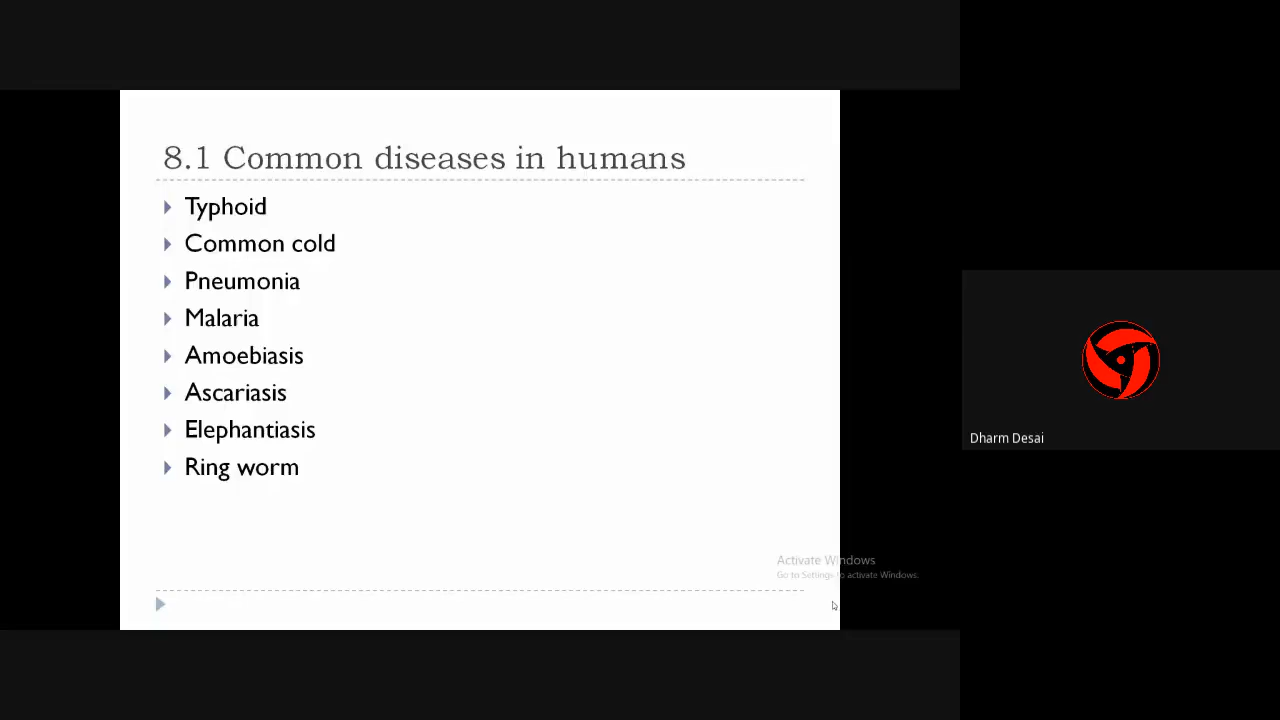 8.1 Common diseases in humans
Typhoid
Common cold
Pneumonia
Malaria
Amoebiasis
Ascariasis
Elephantiasis
Ring worm
Activate Windows
Go to Settings to activate Windows.
Dharm Desai